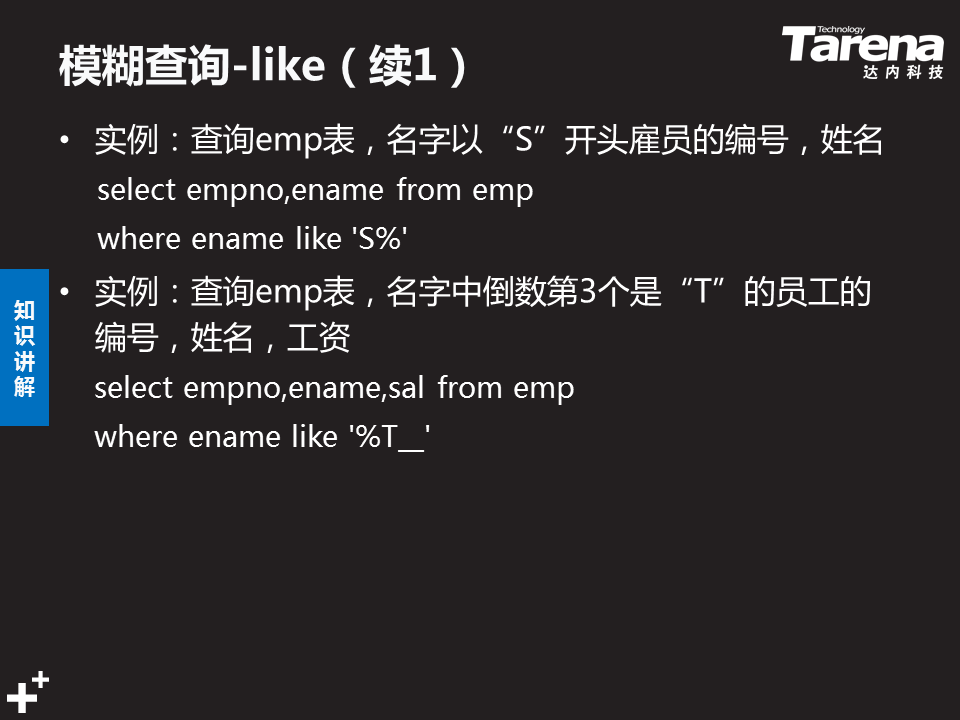 模糊查询-like（续1）
Technology
Tarena
达内科技
• 实例：查询emp表，名字以“S”开头雇员的编号，姓名
select empno,ename from emp
where ename like 'S%'
• 实例：查询emp表，名字中倒数第3个是“T”的员工的
编号，姓名，工资
select empno,ename,sal from emp
where ename like '%T__'
知
识
讲
解